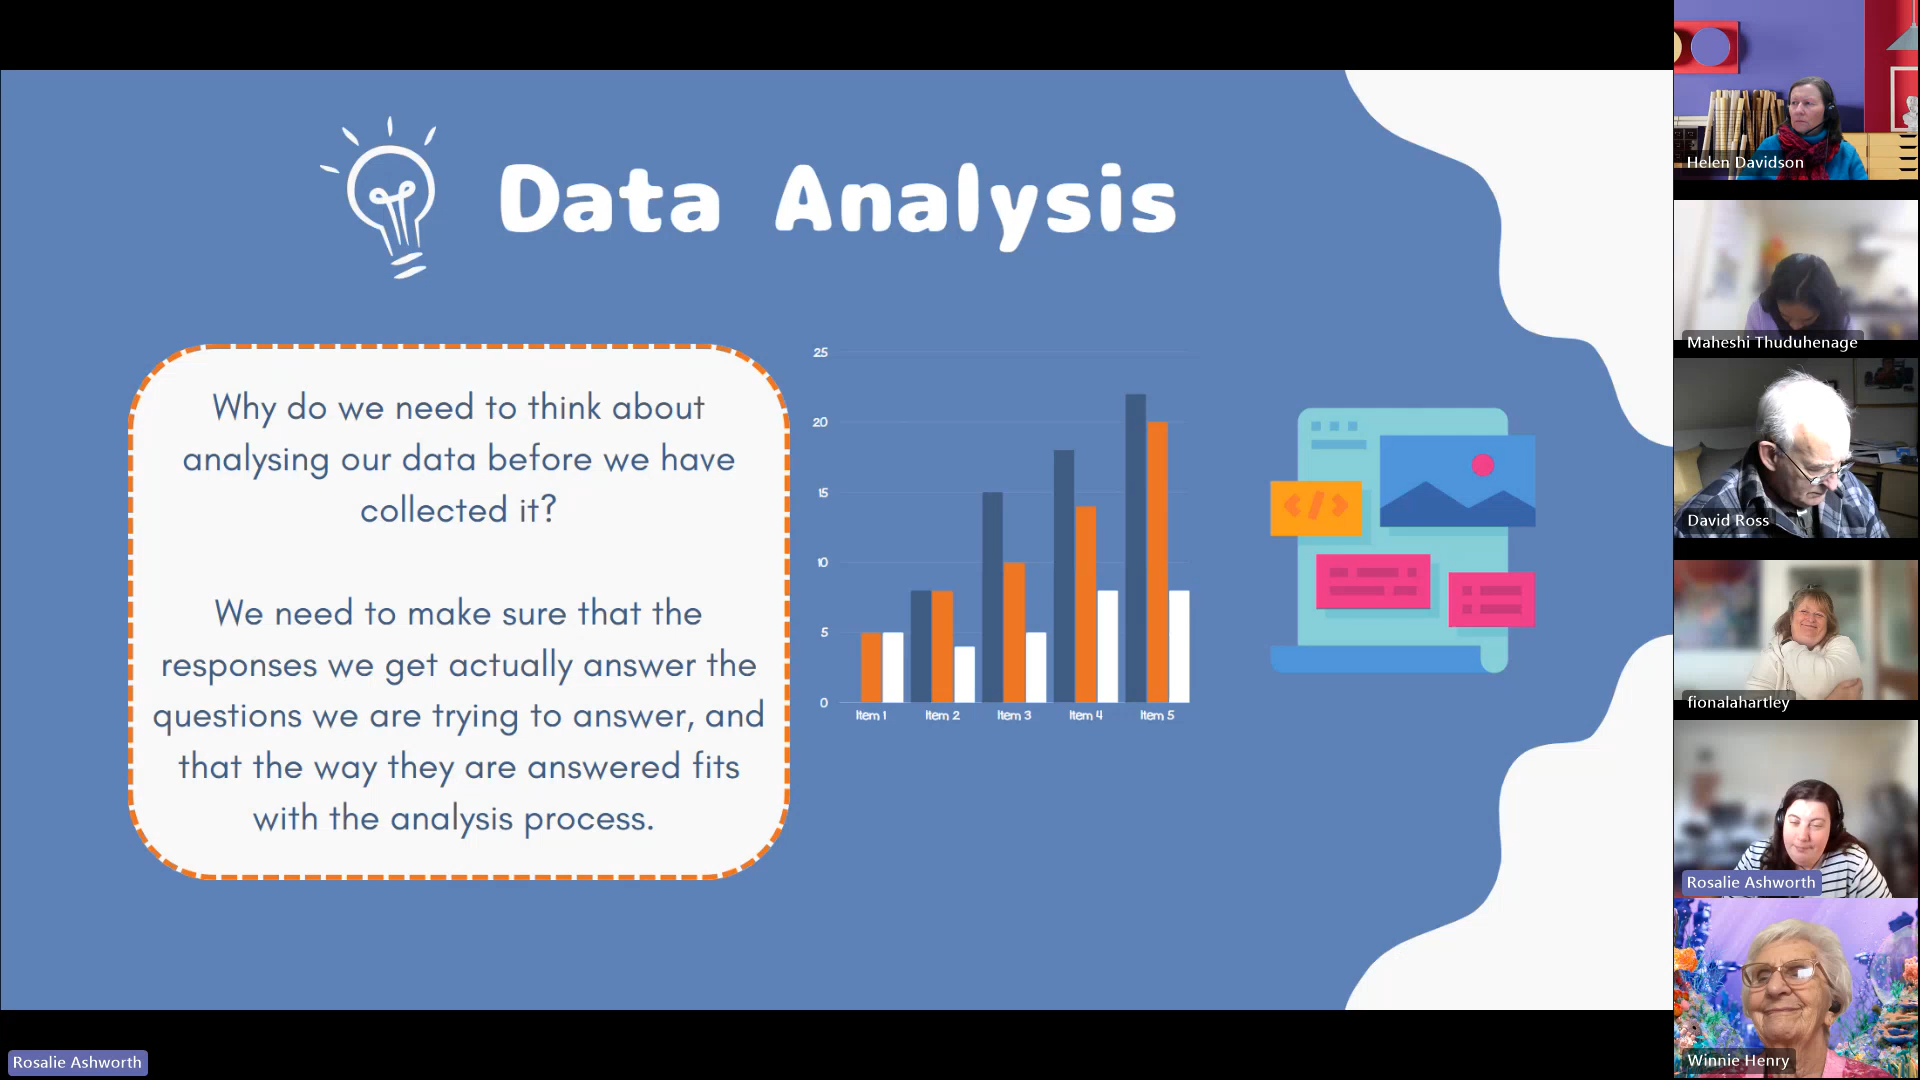 Data Analysis
Why do we need to think about
analysing our data before we have
collected it?
We need to make sure that the
responses we get actually answer the
questions we are trying to answer, and
that the way they are answered fits
with the analysis process.
25
20
15
10
5
0
Item 1 Item 2 Item 3 Item 4 Item 5
</>
Helen Davidson
Maheshi Thuduhenage
David Ross
fionalahartley
Rosalie Ashworth
Winnie Henry
Rosalie Ashworth